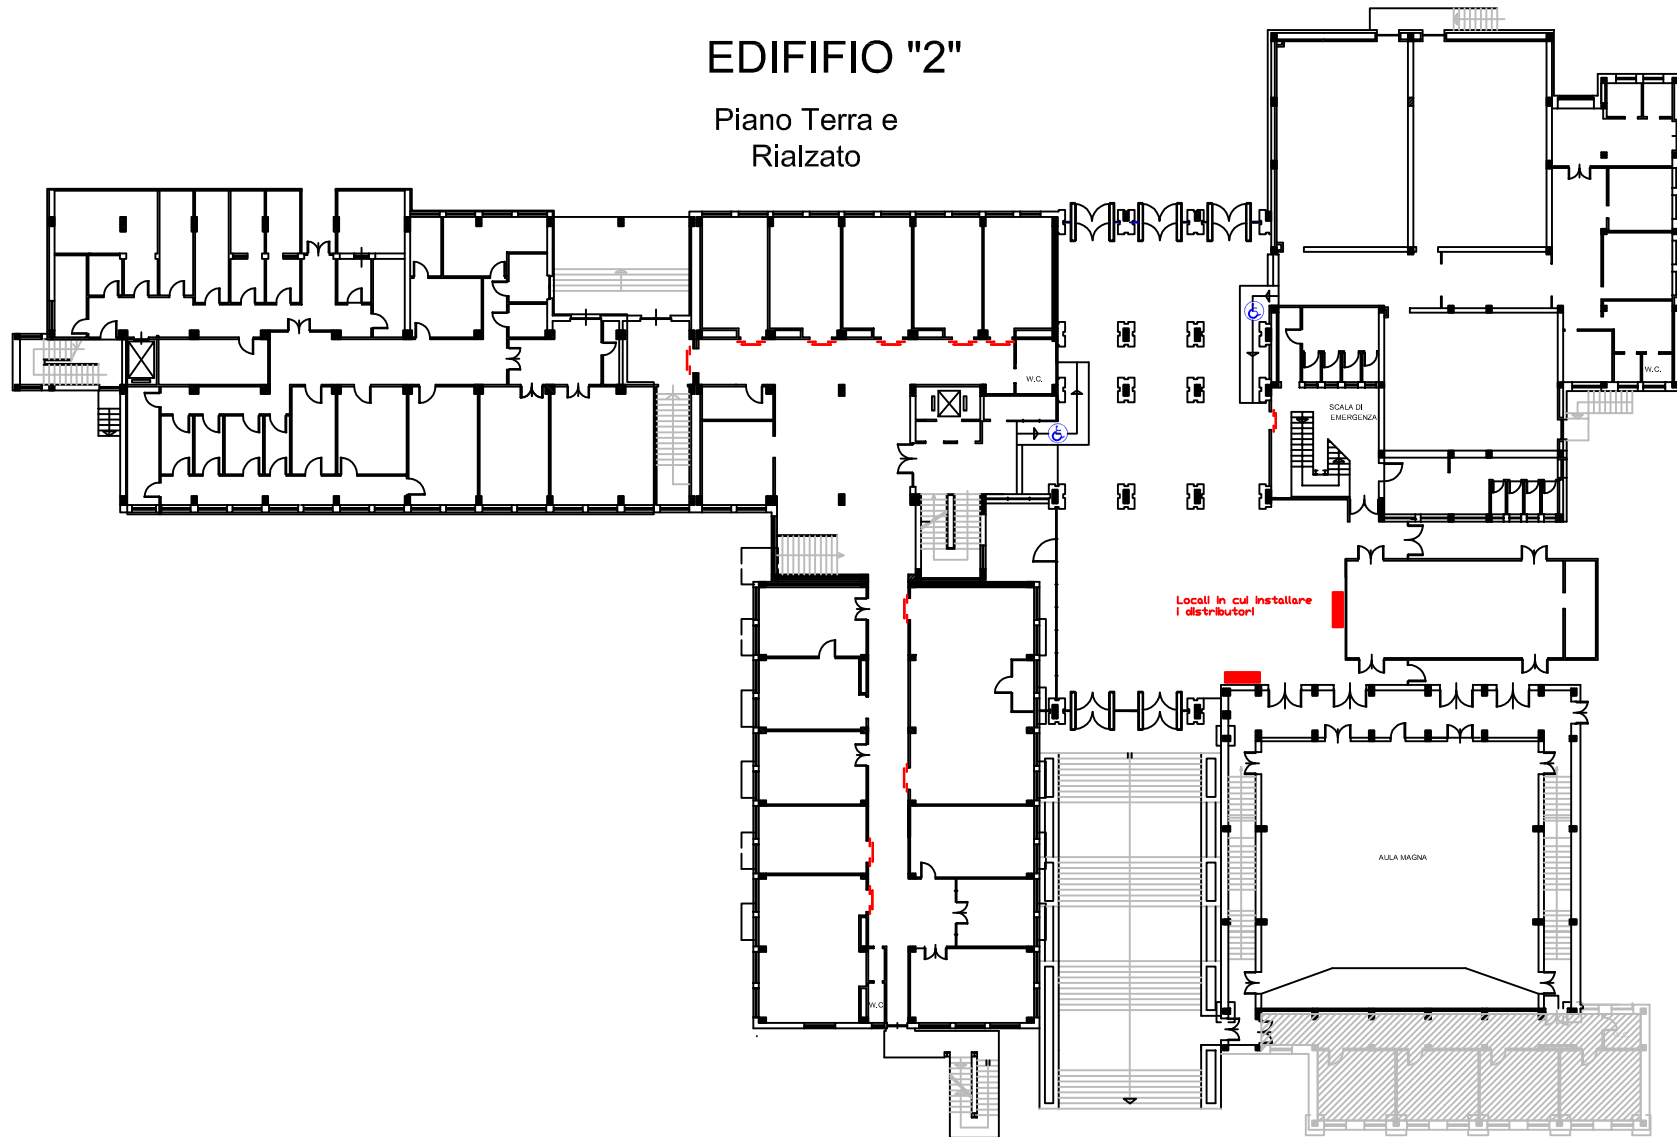 EDIFIFIO "2"
Piano Terra e
Rialzato
W.C.
W.C.
SCALA DI
EMERGENZA
Locali in cui installare
i distributori
AULA MAGNA
W.C.